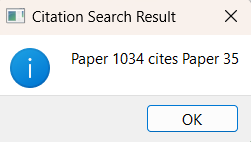 Citation Search Result
Paper 1034 cites Paper 35
OK